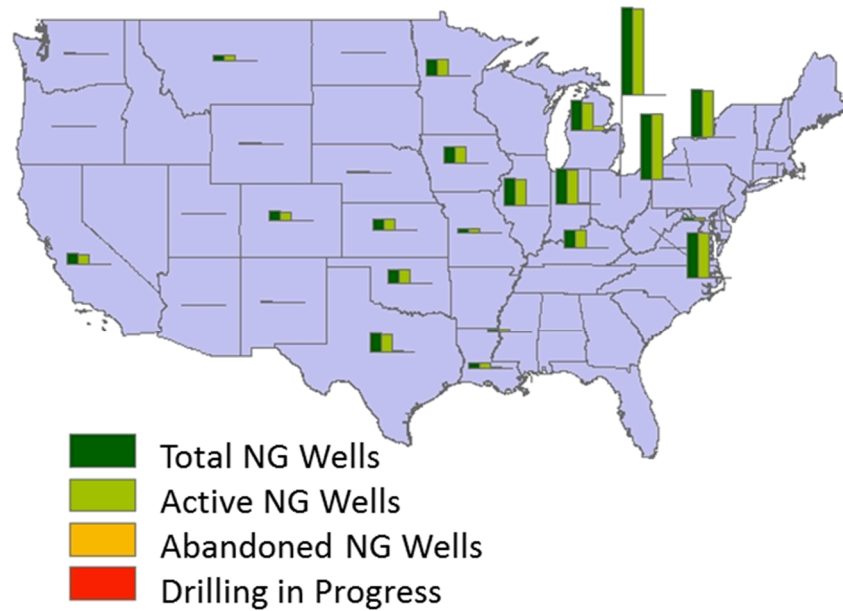 Total NG Wells
Active NG Wells
Abandoned NG Wells
Drilling in Progress